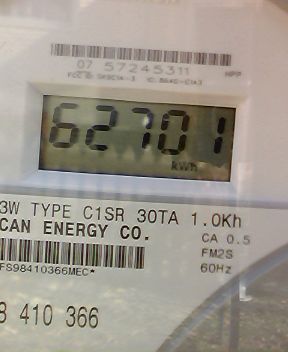 07 57245311
HPP
62701
kWh
3W TYPE C1SR 30TA 1.0Kh
CAN ENERGY CO.
CA 0.5
FM2S
60Hz
FS98410366MEC*
8 410 366